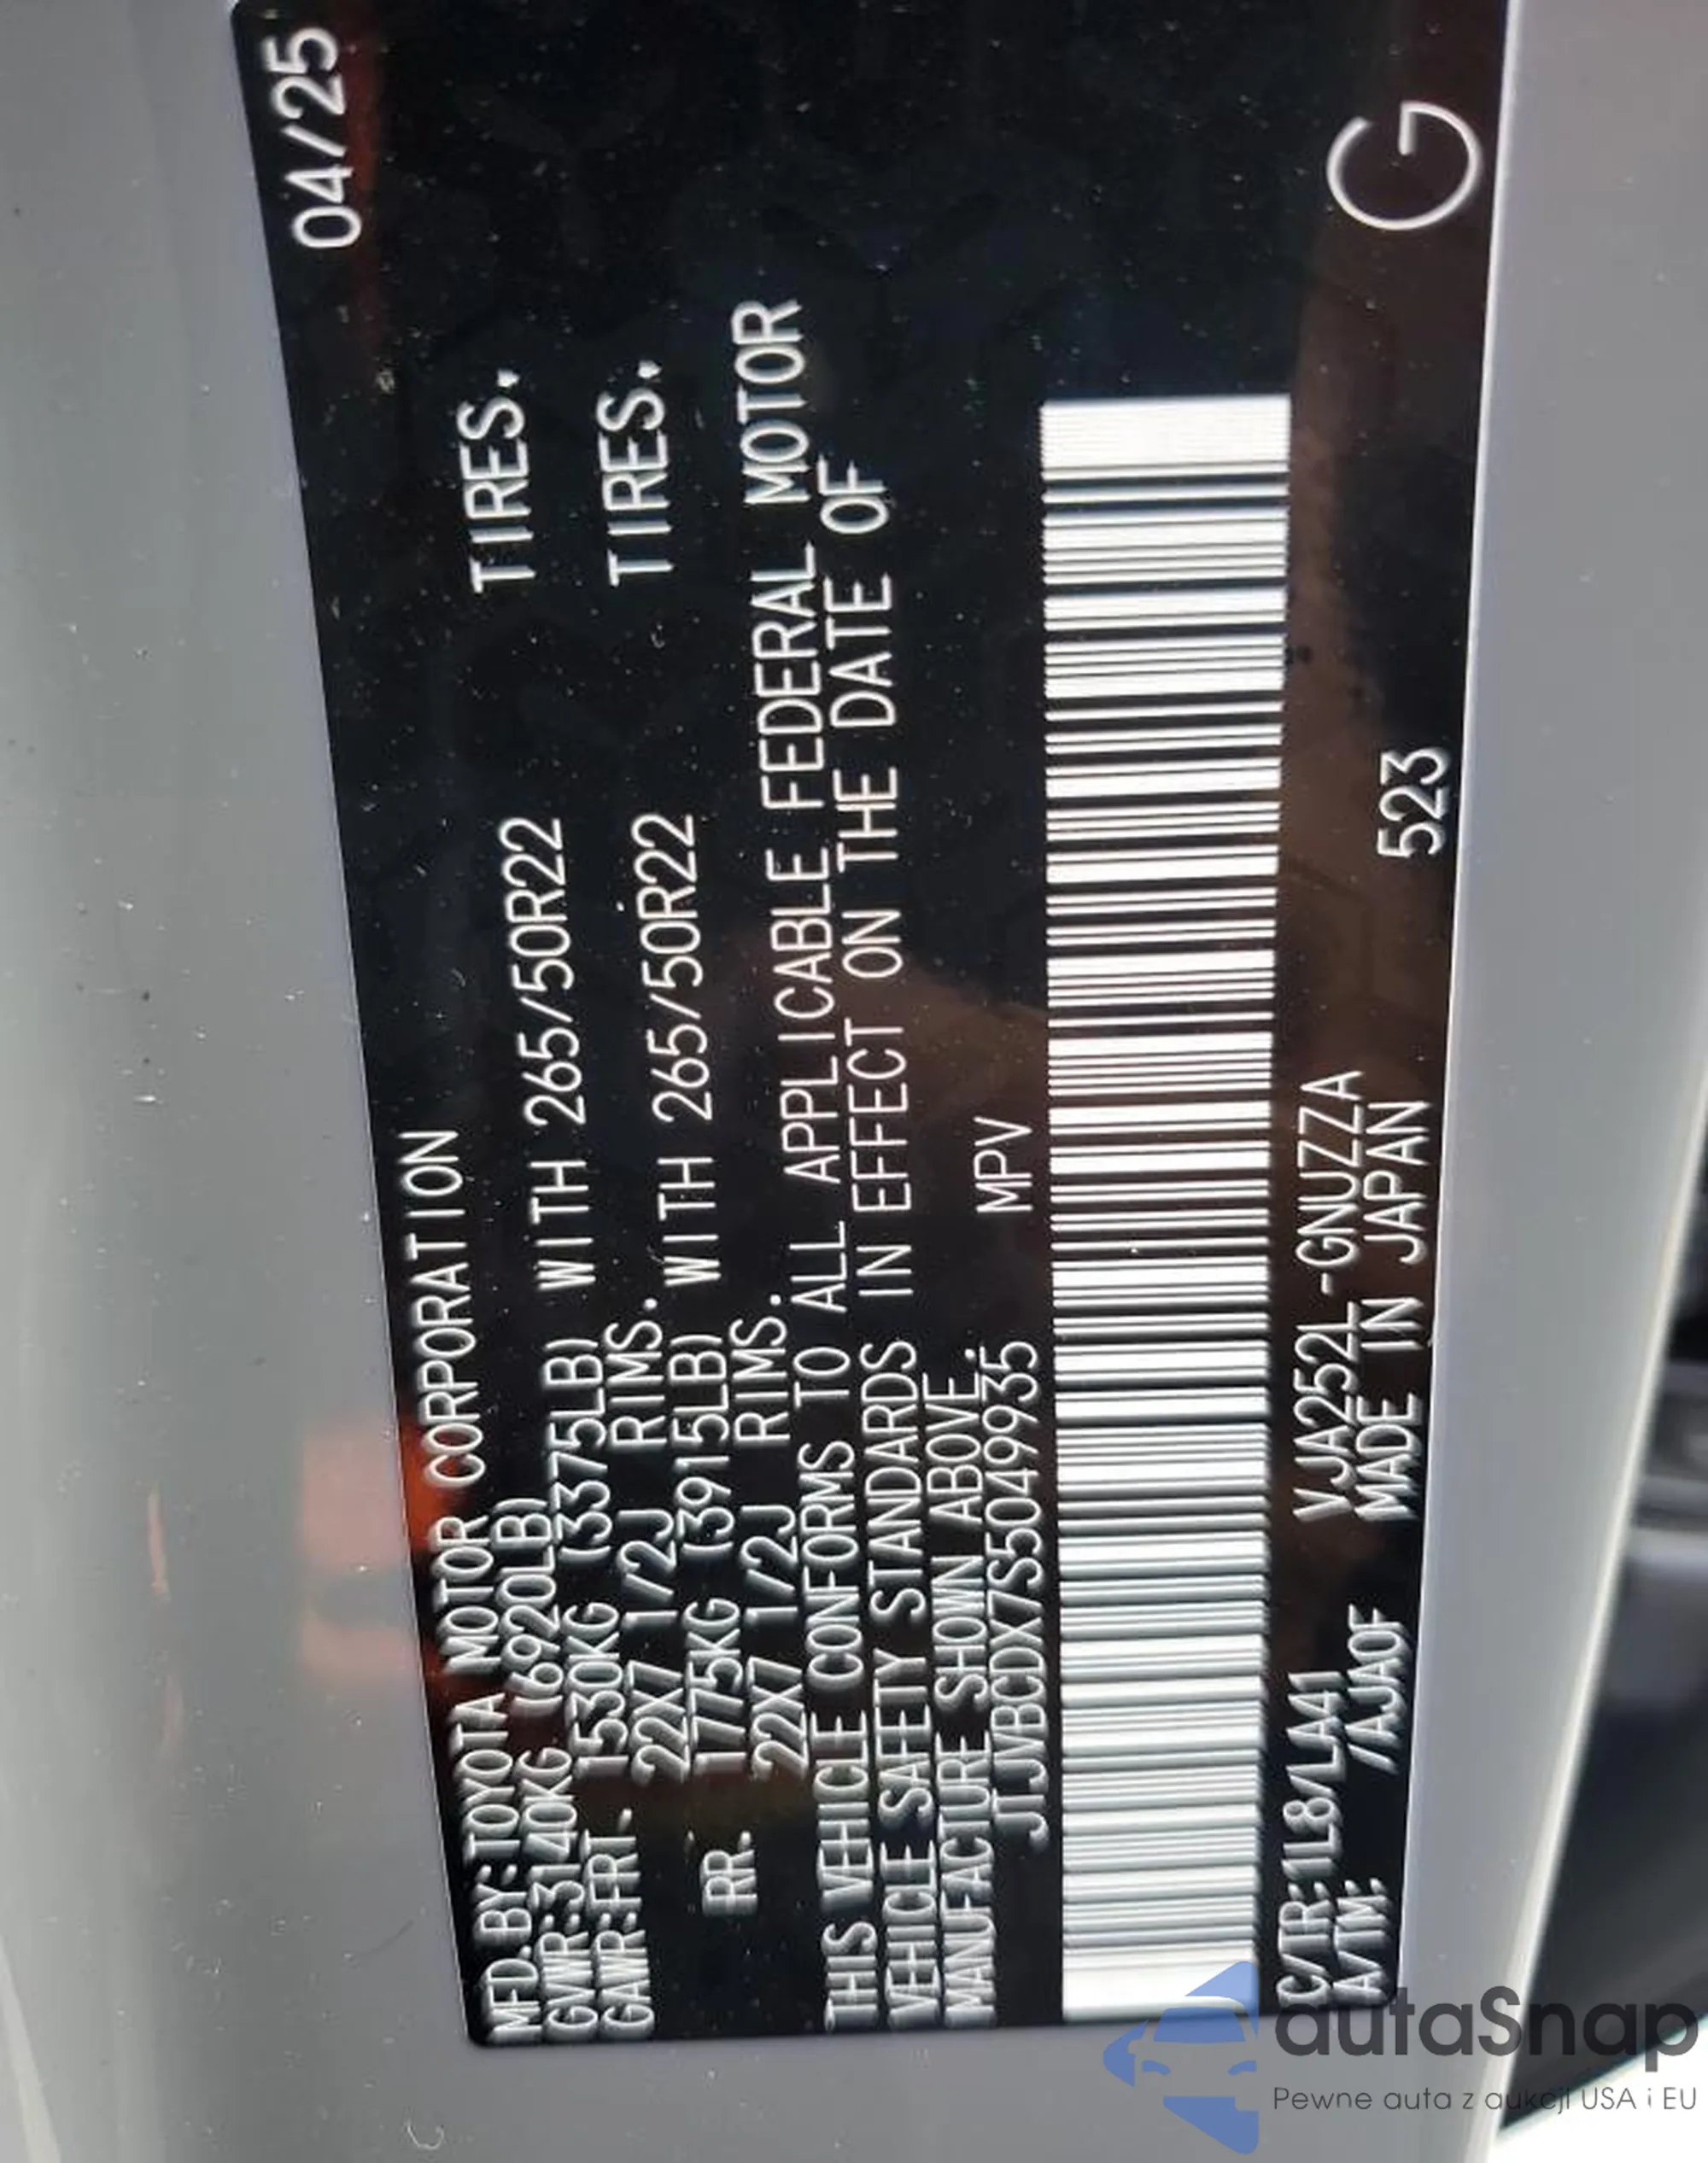 04/25
MFD.BY:TOYOTA MOTOR CORPORATION
GVWR:3140KG (6920LB)
GAWR:FRT. 1530KG (3375LB) WITH 265/50R22 TIRES.
22X7 1/2J RIMS.
RR. 1775KG (3915LB) WITH 265/50R22 TIRES.
22X7 1/2J RIMS.
THIS VEHICLE CONFORMS TO ALL APPLICABLE FEDERAL MOTOR
VEHICLE SAFETY STANDARDS IN EFFECT ON THE DATE OF
MANUFACTURE SHOWN ABOVE.
JTJVBCDX7S5049935 MPV
C/TR:1L8/LA41 VJA252L-GNUZZA
A/TM: /AJA0F MADE IN JAPAN 523
G
autaSnap
Pewne auta z aukcji USA i EU